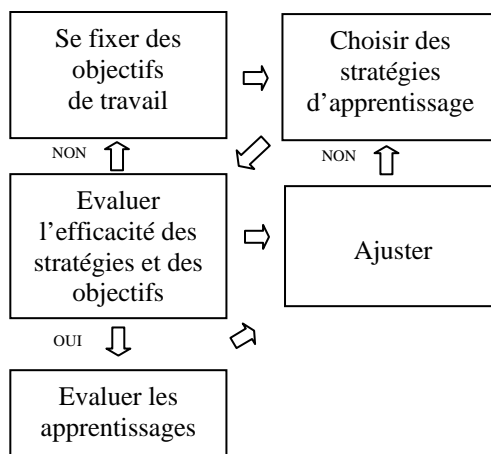 Se fixer des
objectifs
de travail
Choisir des
stratégies
d’apprentissage
NON
NON
Evaluer
l’efficacité des
stratégies et des
objectifs
Ajuster
OUI
Evaluer les
apprentissages